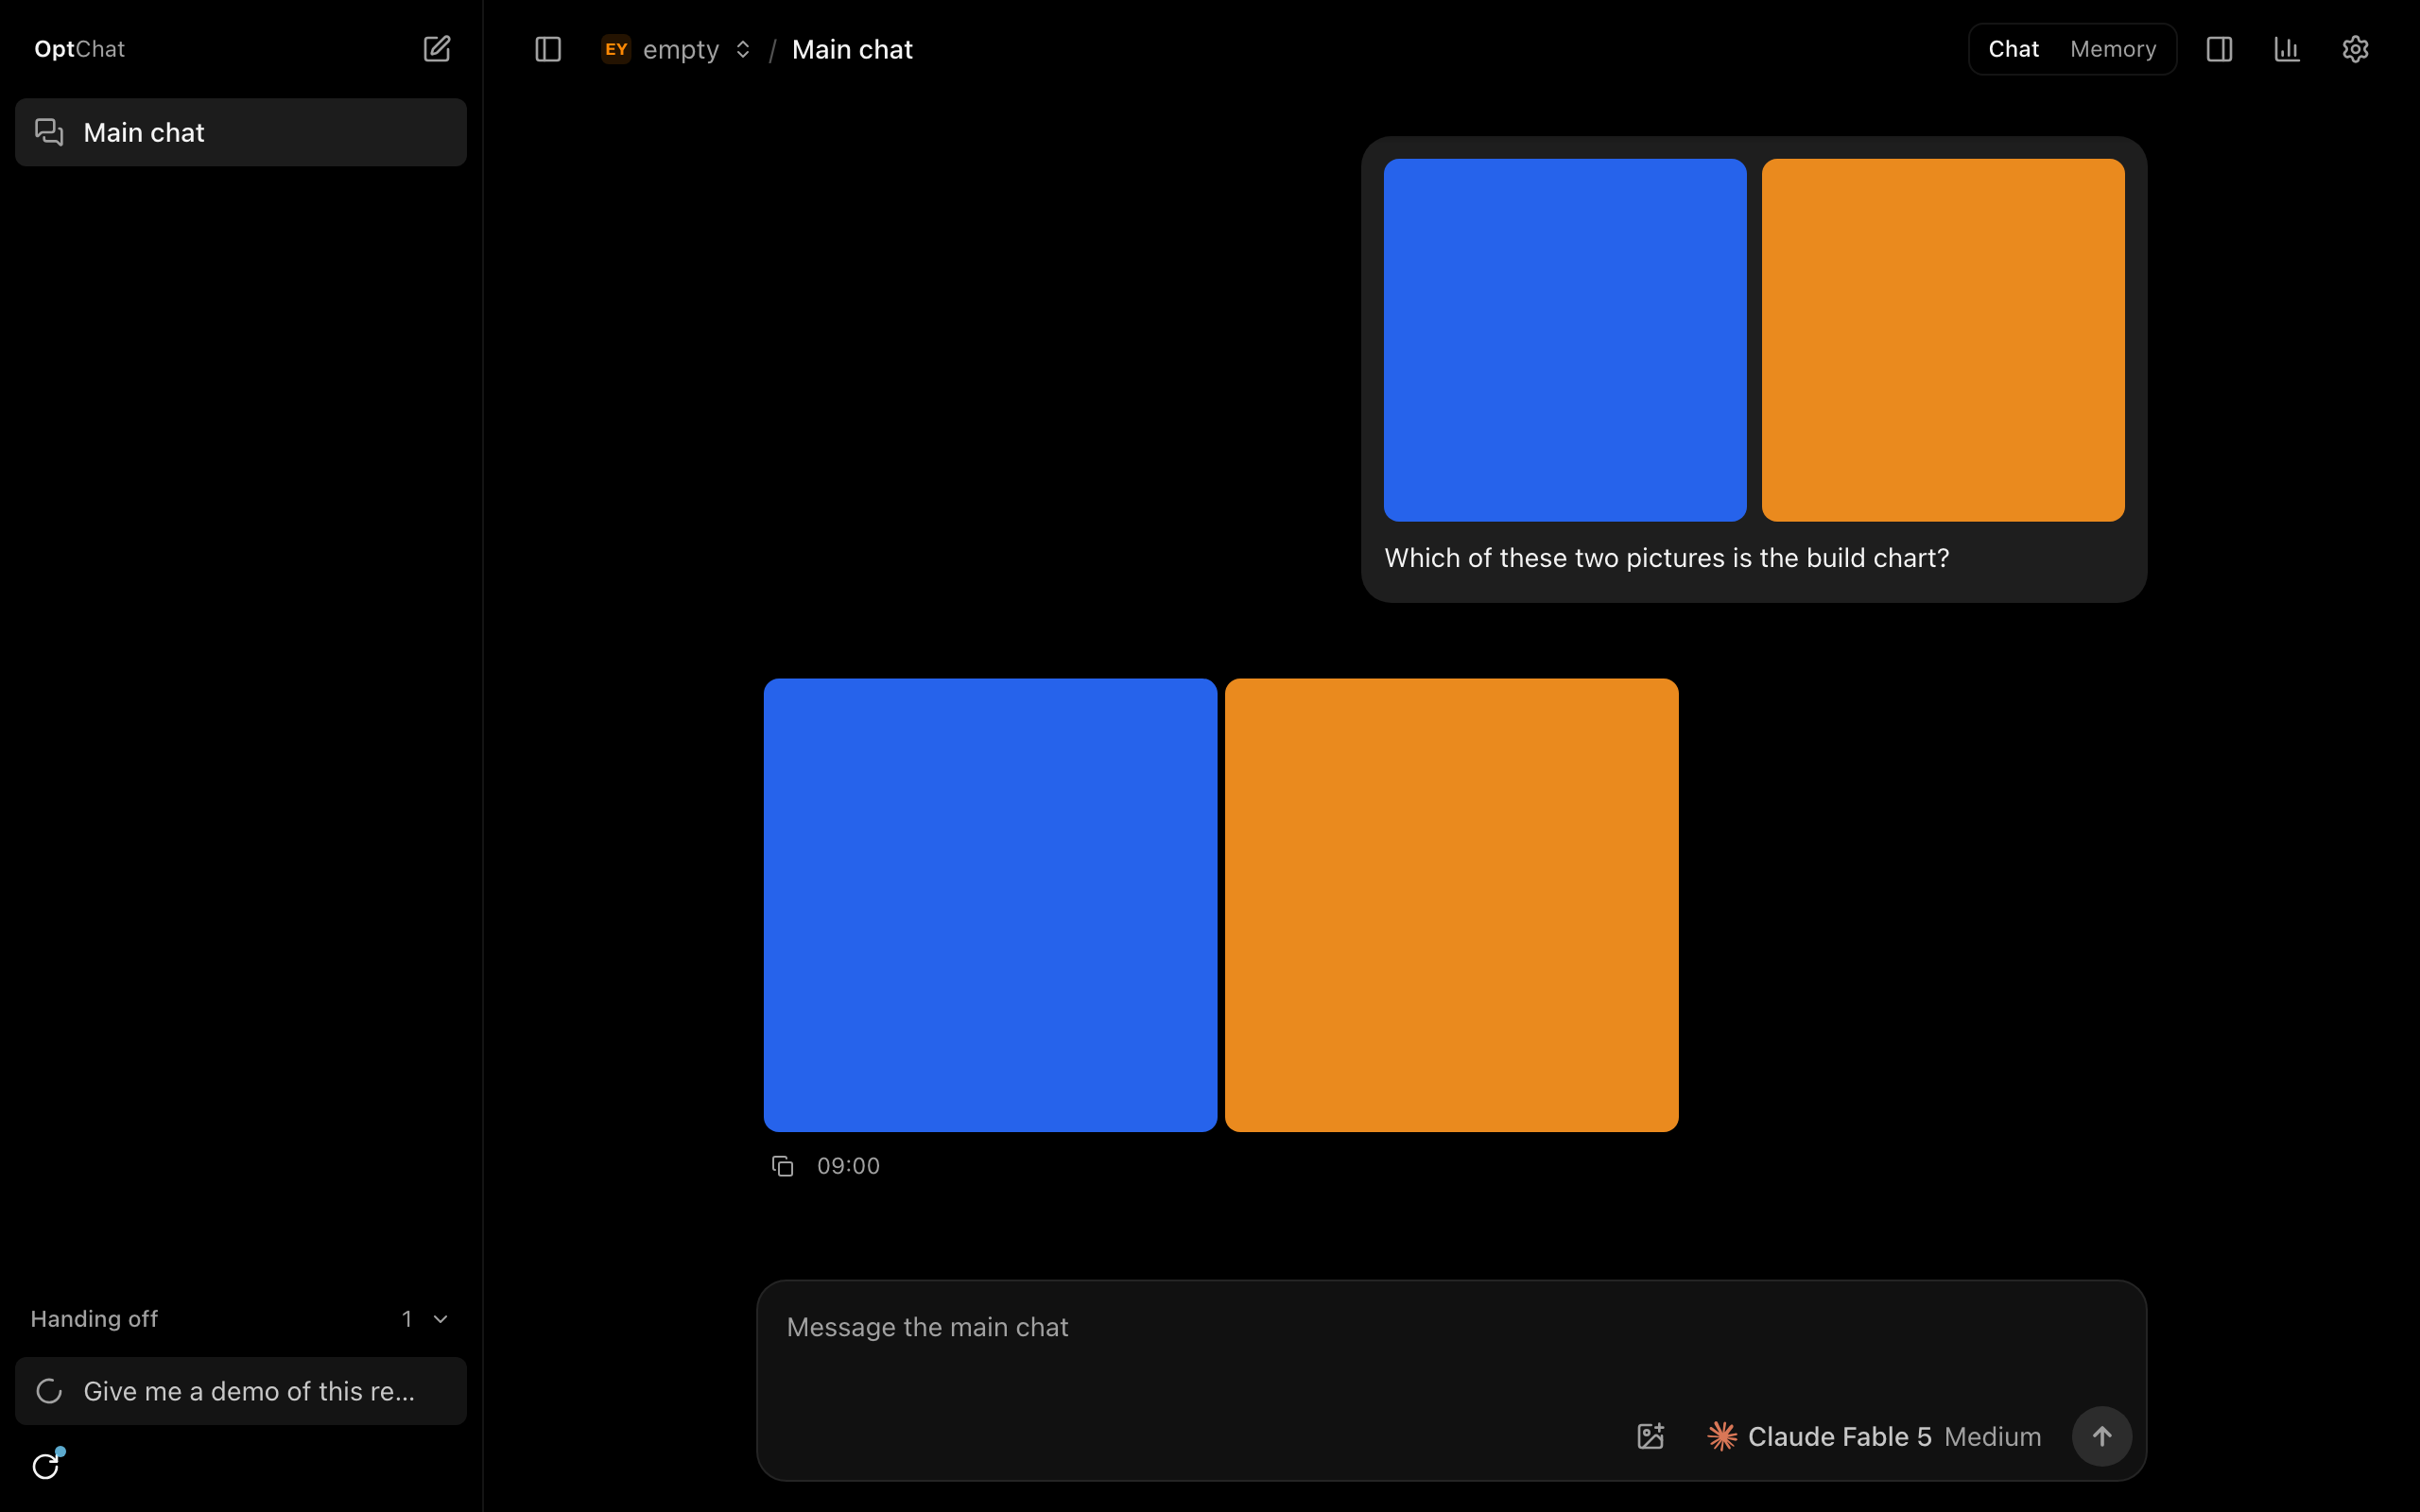 OptChat
Main chat
EY empty / Main chat
Chat Memory
Which of these two pictures is the build chart?
09:00
Handing off 1
Give me a demo of this re...
Message the main chat
Claude Fable 5 Medium